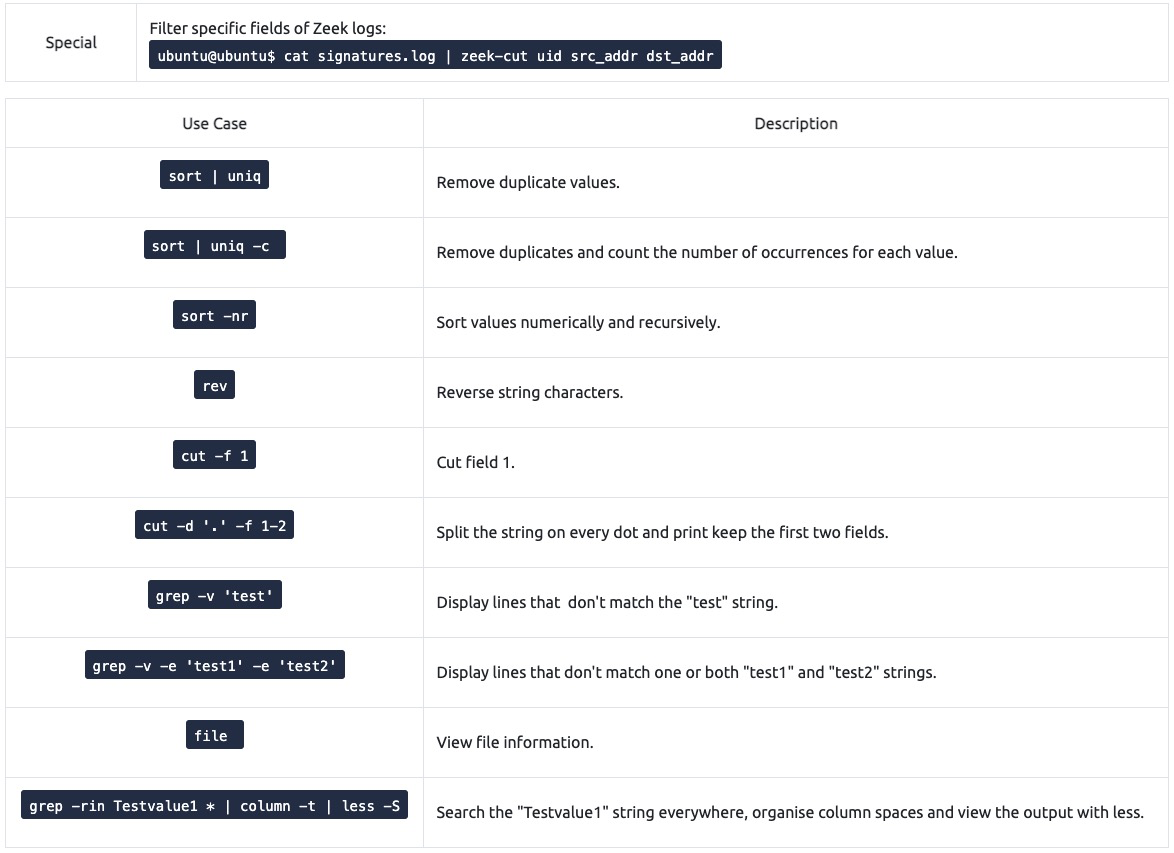 Special
Filter specific fields of Zeek logs:
ubuntu@ubuntu$ cat signatures.log | zeek-cut uid src_addr dst_addr
Use Case
Description
sort | uniq
Remove duplicate values.
sort | uniq -c
Remove duplicates and count the number of occurrences for each value.
sort -nr
Sort values numerically and recursively.
rev
Reverse string characters.
cut -f 1
Cut field 1.
cut -d '.' -f 1-2
Split the string on every dot and print keep the first two fields.
grep -v 'test'
Display lines that  don't match the "test" string.
grep -v -e 'test1' -e 'test2'
Display lines that don't match one or both "test1" and "test2" strings.
file
View file information.
grep -rin Testvalue1 * | column -t | less -S
Search the "Testvalue1" string everywhere, organise column spaces and view the output with less.